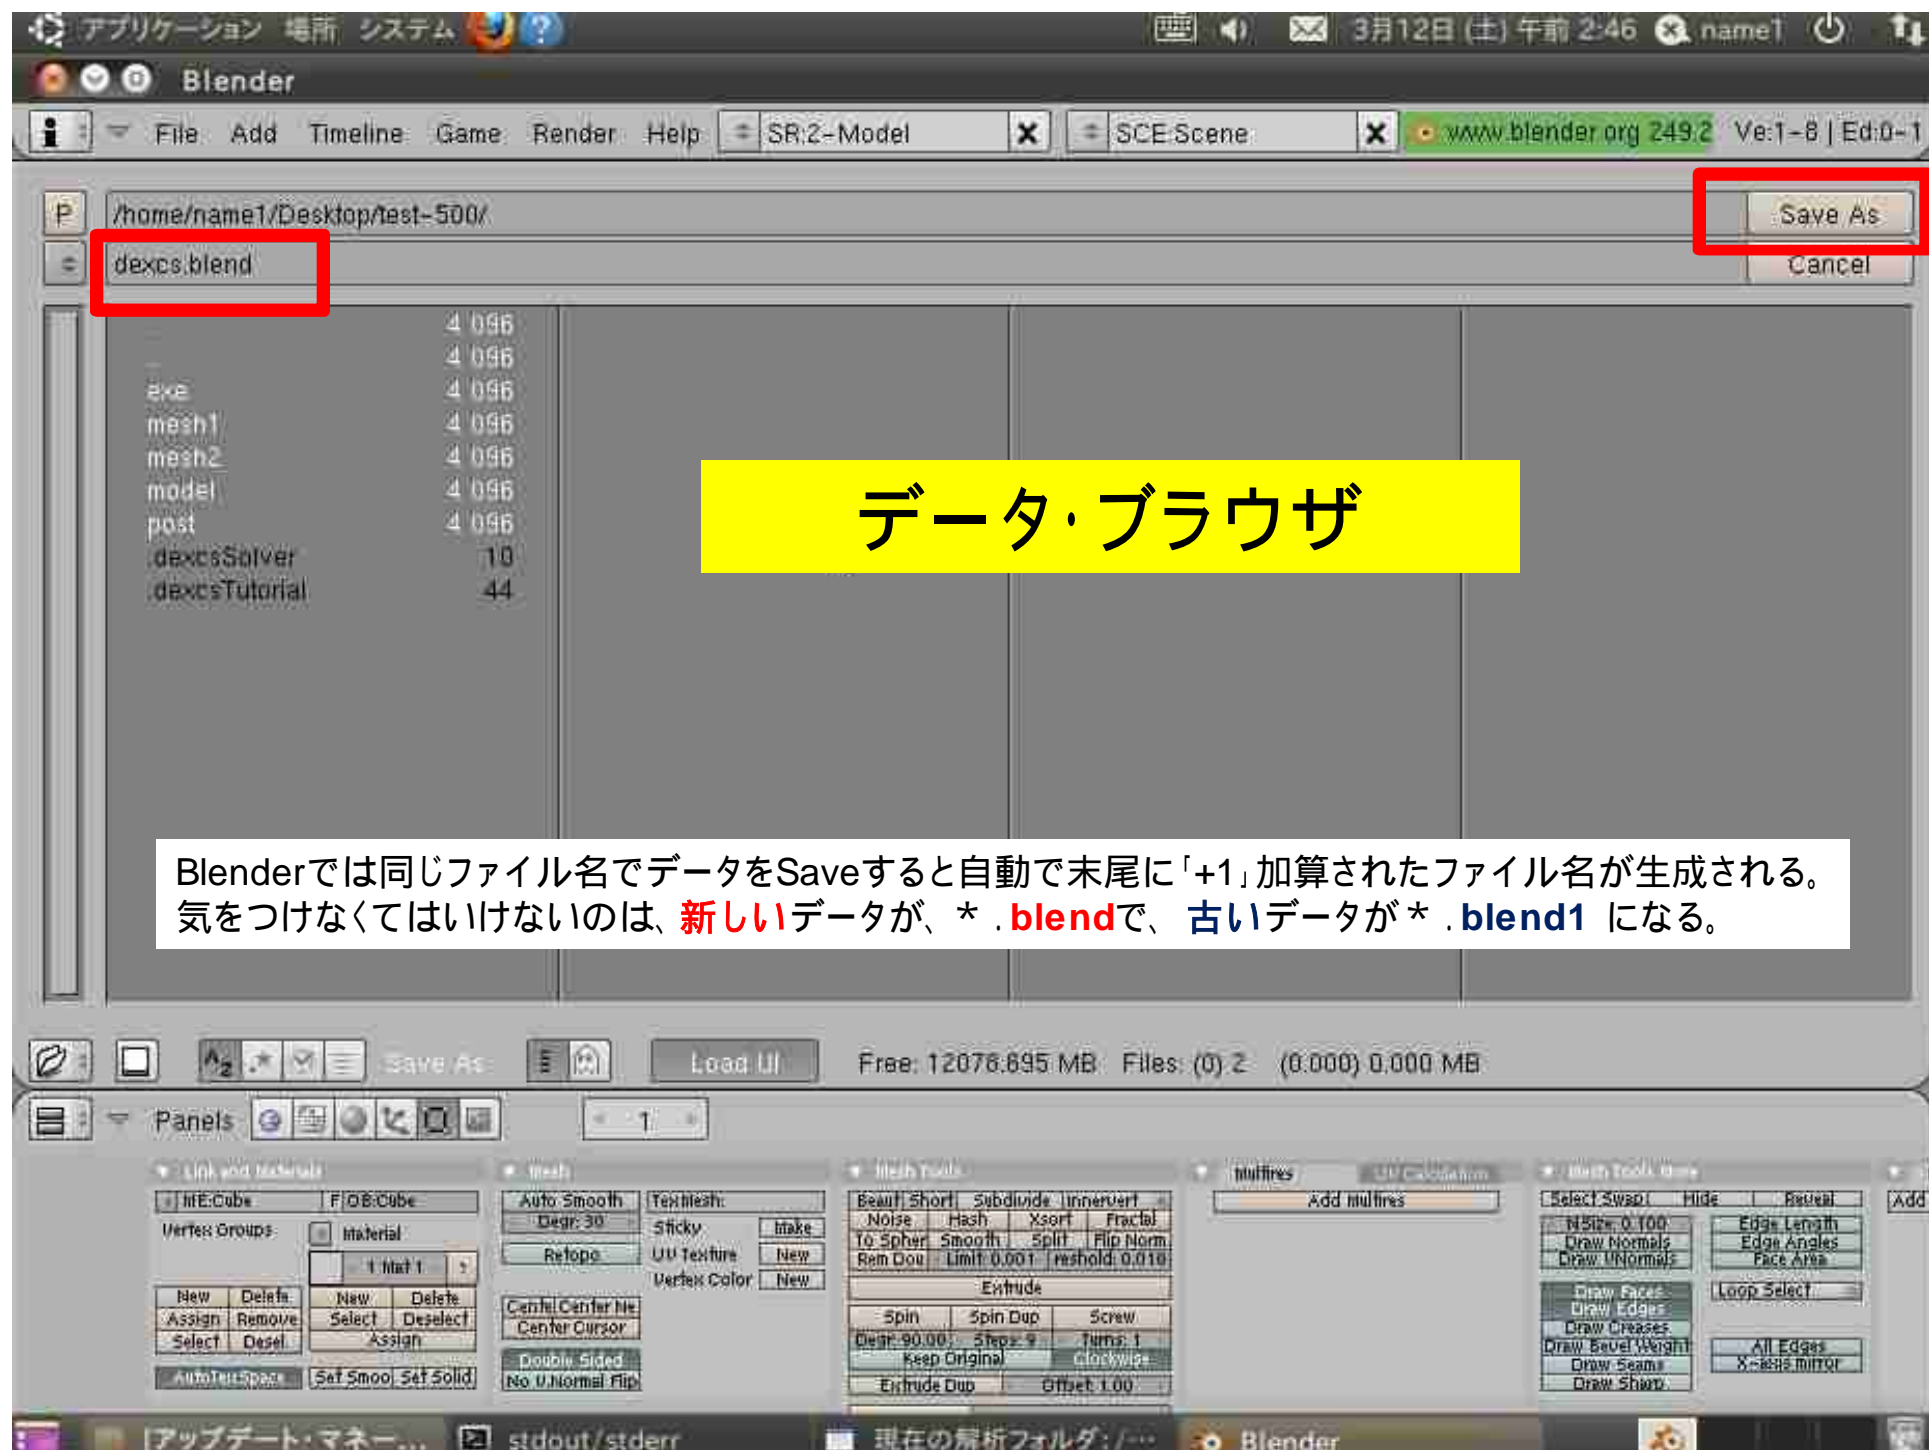 アプリケーション 場所 システム 3月12日 (土) 午前 2:46 name1
Blender
File Add Timeline Game Render Help SR:2-Model SCE:Scene www.blender.org 249.2 Ve:1-8 | Ed:0-1
P /home/name1/Desktop/test-500/ Save As
dexcs.blend Cancel
4 096
4 096
exe 4 096
mesh1 4 096
mesh2 4 096
model 4 096
post 4 096
.dexcsSolver 10
.dexcsTutorial 44
データ・ブラウザ
Blenderでは同じファイル名でデータをSaveすると自動で末尾に「+1」加算されたファイル名が生成される。
気をつけなくてはいけないのは、新しいデータが、*.blendで、古いデータが*.blend1 になる。
Save As Load UI Free: 12076.695 MB Files: (0) 2 (0.000) 0.000 MB
Panels 1
Link and Materials Mesh Mesh Tools Multires UV Calculation Mesh Tools More
ME:Cube F OB:Cube Auto Smooth TexMesh: Beaut Short Subdivide Innervert Add Multires Select Swap Hide Reveal Add
Vertex Groups Material Degr: 30 Sticky Make Noise Hash Xsort Fractal NSize: 0.100 Edge Length
To Spher Smooth Split Flip Norm Draw Normals Edge Angles
1 Mat 1 ? Retopo UV Texture New Rem Dou Limit: 0.001 reshold: 0.010 Draw VNormals Face Area
Vertex Color New Extrude
New Delete New Delete Draw Faces Loop Select
Assign Remove Select Deselect Center Cursor Spin Spin Dup Screw Draw Edges
Select Desel. Assign Degr: 90.00 Steps: 9 Turns: 1 Draw Creases
Double Sided Keep Original Clockwise Draw Bevel Weight All Edges
AutoTexSpace Set Smoo Set Solid No V.Normal Flip Extrude Dup Offset: 1.00 Draw Seams X-axis mirror
Draw Sharp
[アップデート・マネー... stdout/stderr 現在の解析フォルダ:/… Blender